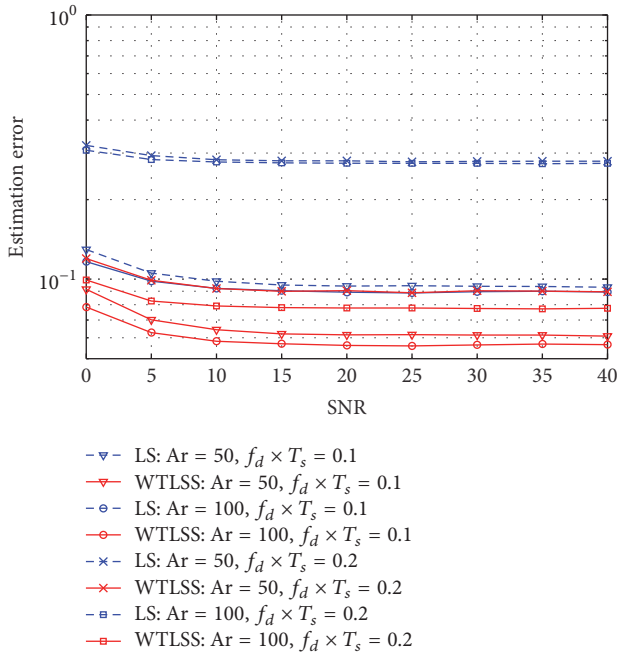 10^0
10^-1
Estimation error
0 5 10 15 20 25 30 35 40
SNR
LS: Ar = 50, f_d × T_s = 0.1
WTLSS: Ar = 50, f_d × T_s = 0.1
LS: Ar = 100, f_d × T_s = 0.1
WTLSS: Ar = 100, f_d × T_s = 0.1
LS: Ar = 50, f_d × T_s = 0.2
WTLSS: Ar = 50, f_d × T_s = 0.2
LS: Ar = 100, f_d × T_s = 0.2
WTLSS: Ar = 100, f_d × T_s = 0.2